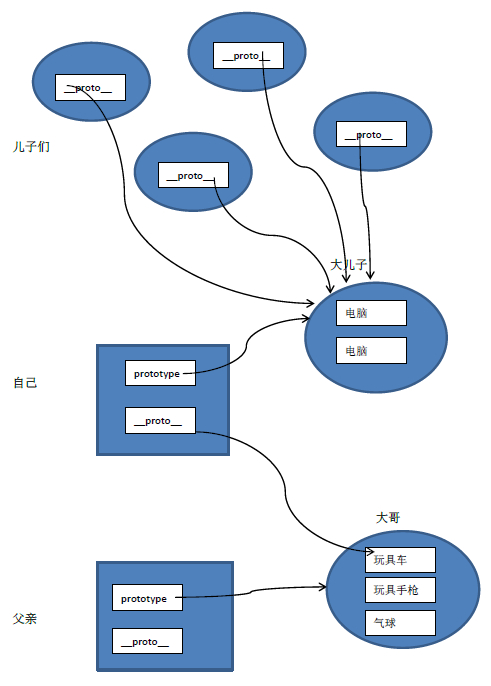 __proto__
__proto__
__proto__
儿子们
__proto__
大儿子
电脑
电脑
prototype
自己
__proto__
大哥
玩具车
玩具手枪
prototype
父亲
气球
__proto__